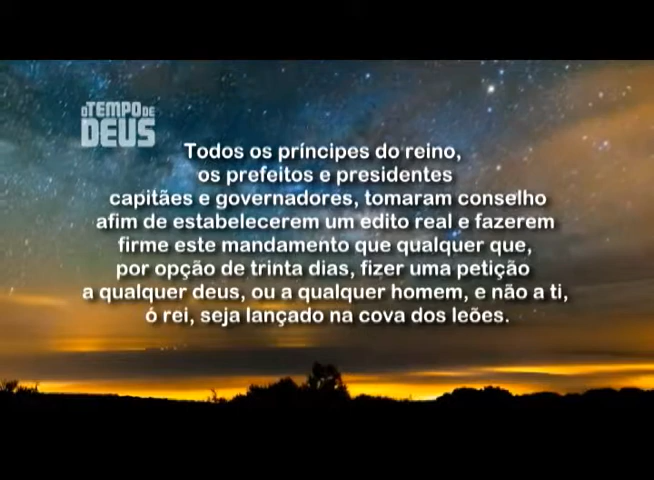 O TEMPO DE
DEUS
Todos os príncipes do reino,
os prefeitos e presidentes
capitães e governadores, tomaram conselho
afim de estabelecerem um edito real e fazerem
firme este mandamento que qualquer que,
por opção de trinta dias, fizer uma petição
a qualquer deus, ou a qualquer homem, e não a ti,
ó rei, seja lançado na cova dos leões.